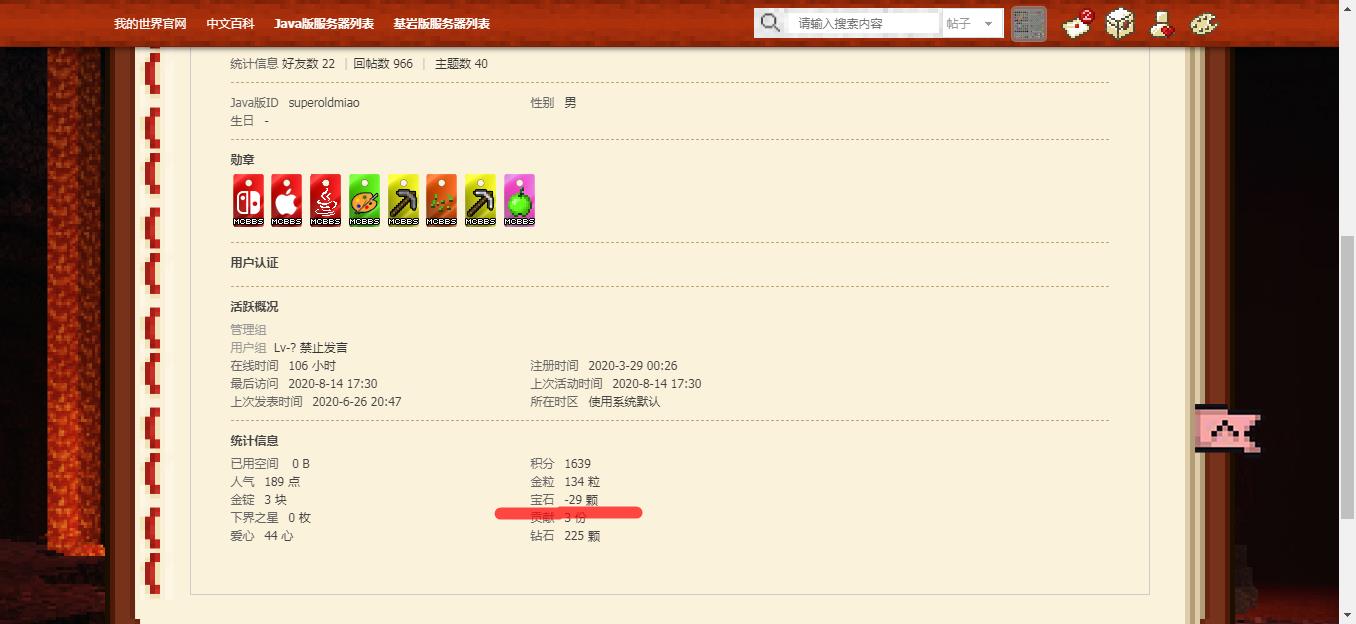 我的世界官网 中文百科 Java版服务器列表 基岩版服务器列表 请输入搜索内容 帖子 2
统计信息 好友数 22 | 回帖数 966 | 主题数 40
Java版ID superoldmiao 性别 男
生日 -
勋章
MCBBS MCBBS MCBBS MCBBS MCBBS MCBBS MCBBS MCBBS
用户认证
活跃概况
管理组
用户组 Lv-? 禁止发言
在线时间 106 小时 注册时间 2020-3-29 00:26
最后访问 2020-8-14 17:30 上次活动时间 2020-8-14 17:30
上次发表时间 2020-6-26 20:47 所在时区 使用系统默认
统计信息
已用空间 0 B 积分 1639
人气 189 点 金粒 134 粒
金锭 3 块 宝石 -29 颗
下界之星 0 枚 贡献 3 份
爱心 44 心 钻石 225 颗